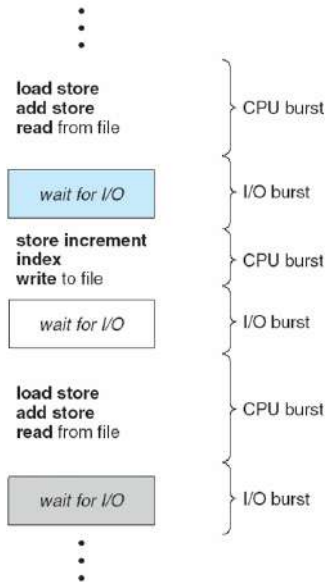 load store
add store
read from file
CPU burst
wait for I/O
I/O burst
store increment
index
write to file
CPU burst
wait for I/O
I/O burst
load store
add store
read from file
CPU burst
wait for I/O
I/O burst